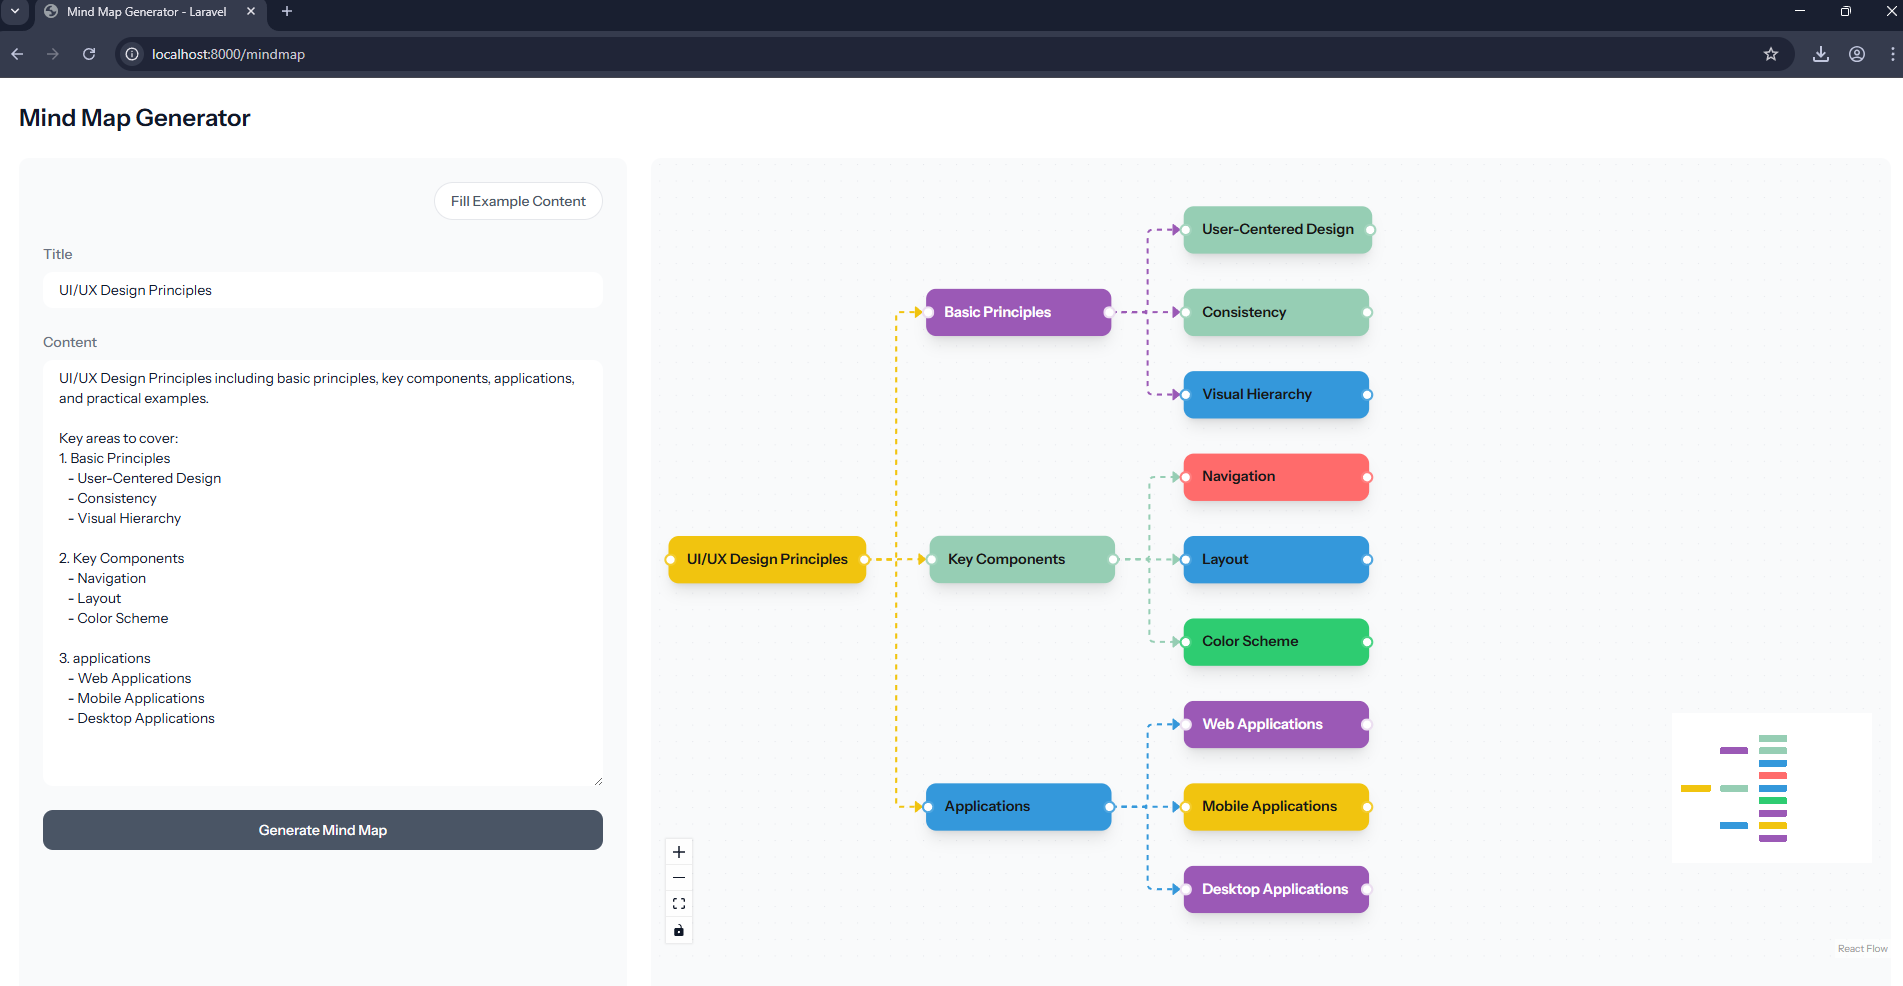 Mind Map Generator - Laravel
localhost:8000/mindmap
Mind Map Generator
Fill Example Content
Title
UI/UX Design Principles
Content
UI/UX Design Principles including basic principles, key components, applications,
and practical examples.
Key areas to cover:
1. Basic Principles
- User-Centered Design
- Consistency
- Visual Hierarchy
2. Key Components
- Navigation
- Layout
- Color Scheme
3. applications
- Web Applications
- Mobile Applications
- Desktop Applications
Generate Mind Map
UI/UX Design Principles
Basic Principles
User-Centered Design
Consistency
Visual Hierarchy
Key Components
Navigation
Layout
Color Scheme
Applications
Web Applications
Mobile Applications
Desktop Applications
React Flow